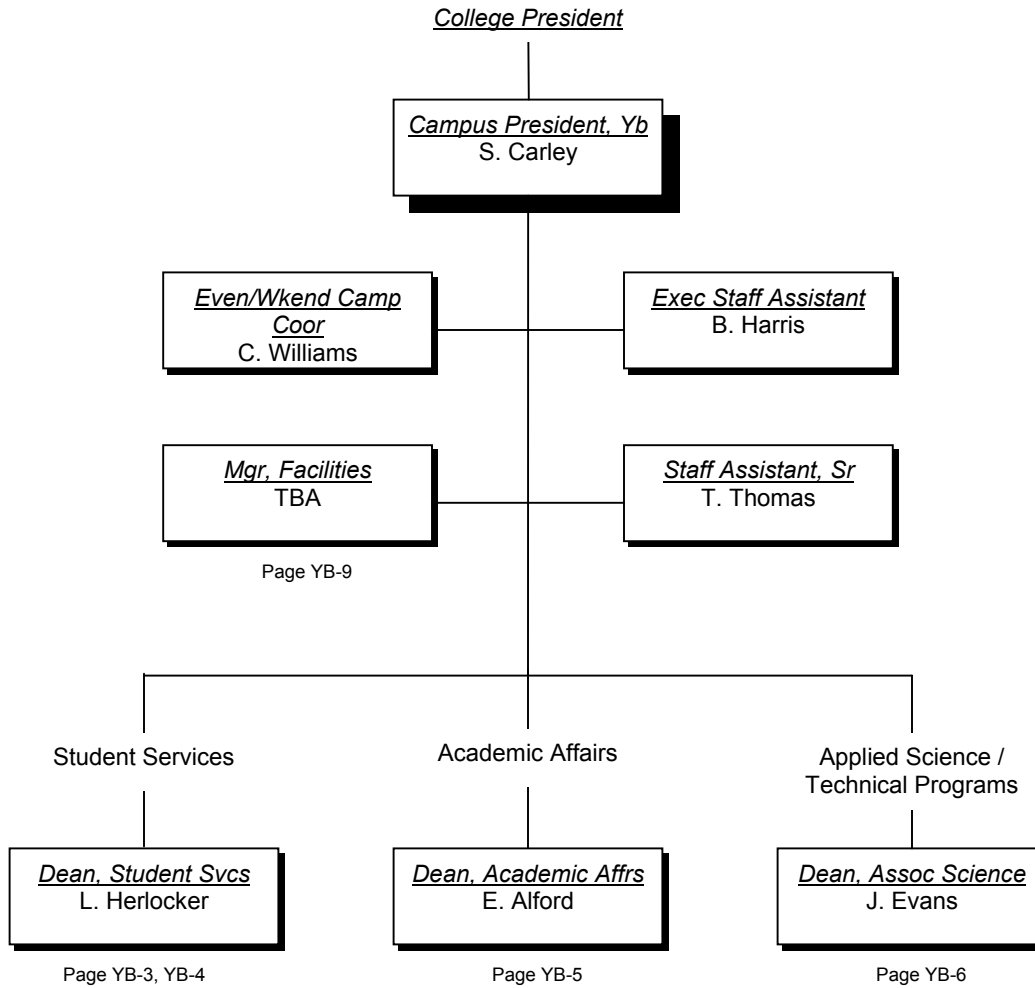 College President
Campus President, Yb
S. Carley
Even/Wkend Camp
Coor
C. Williams
Exec Staff Assistant
B. Harris
Mgr, Facilities
TBA
Staff Assistant, Sr
T. Thomas
Page YB-9
Student Services
Academic Affairs
Applied Science /
Technical Programs
Dean, Student Svcs
L. Herlocker
Dean, Academic Affrs
E. Alford
Dean, Assoc Science
J. Evans
Page YB-3, YB-4
Page YB-5
Page YB-6